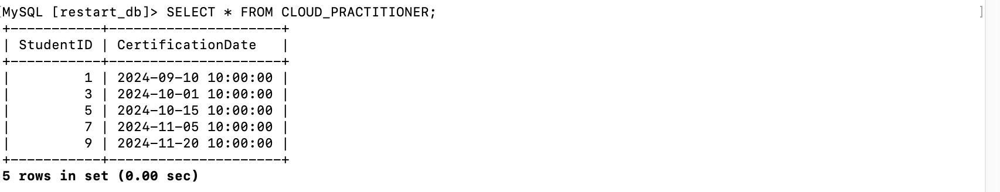 MySQL [restart_db]> SELECT * FROM CLOUD_PRACTITIONER;
+-----------+---------------------+
| StudentID | CertificationDate   |
+-----------+---------------------+
|         1 | 2024-09-10 10:00:00 |
|         3 | 2024-10-01 10:00:00 |
|         5 | 2024-10-15 10:00:00 |
|         7 | 2024-11-05 10:00:00 |
|         9 | 2024-11-20 10:00:00 |
+-----------+---------------------+
5 rows in set (0.00 sec)